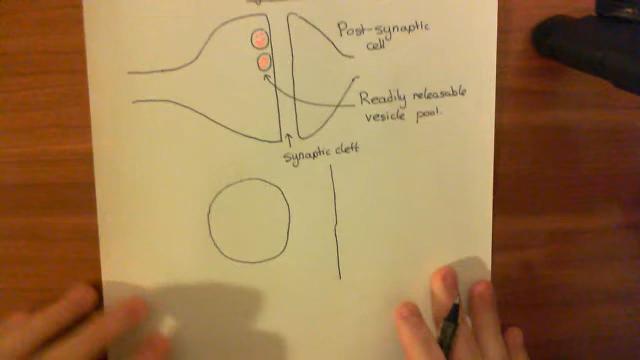 Post-synaptic
cell
Readily releasable
vesicle pool.
synaptic cleft